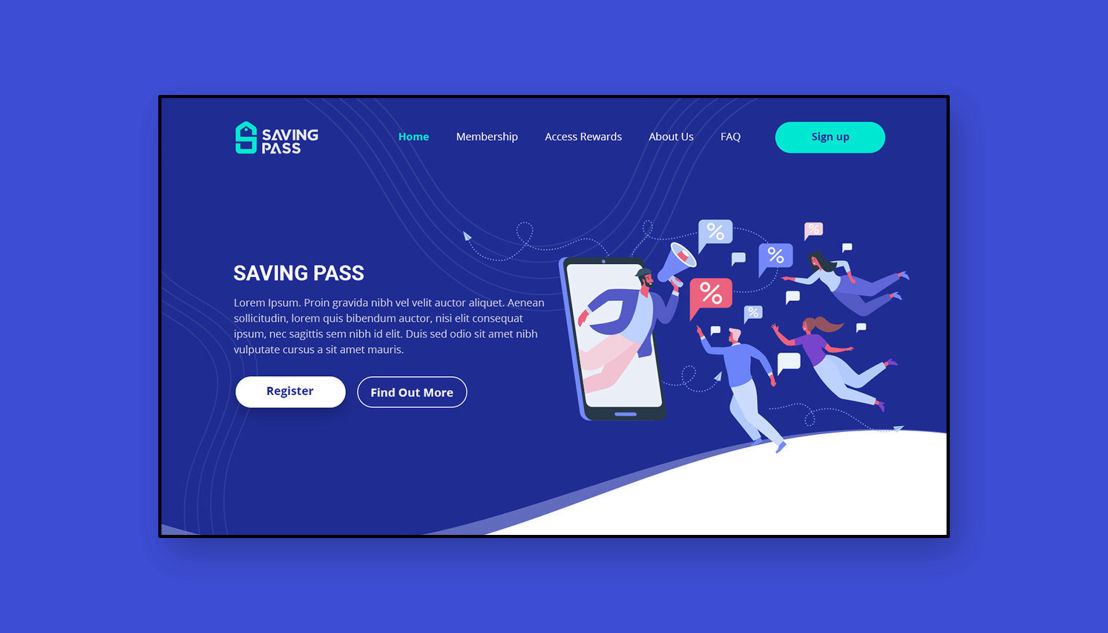 SAVING
PASS
Home Membership Access Rewards About Us FAQ Sign up
SAVING PASS
Lorem Ipsum. Proin gravida nibh vel velit auctor aliquet. Aenean
sollicitudin, lorem quis bibendum auctor, nisi elit consequat
ipsum, nec sagittis sem nibh id elit. Duis sed odio sit amet nibh
vulputate cursus a sit amet mauris.
Register Find Out More
%
%
%
%
%